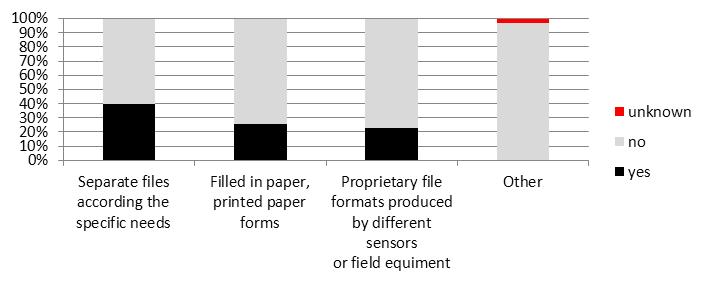 100%
90%
80%
70%
60%
50%
40%
30%
20%
10%
0%
Separate files
according the
specific needs
Filled in paper,
printed paper
forms
Proprietary file
formats produced
by different
sensors
or field equiment
Other
unknown
no
yes